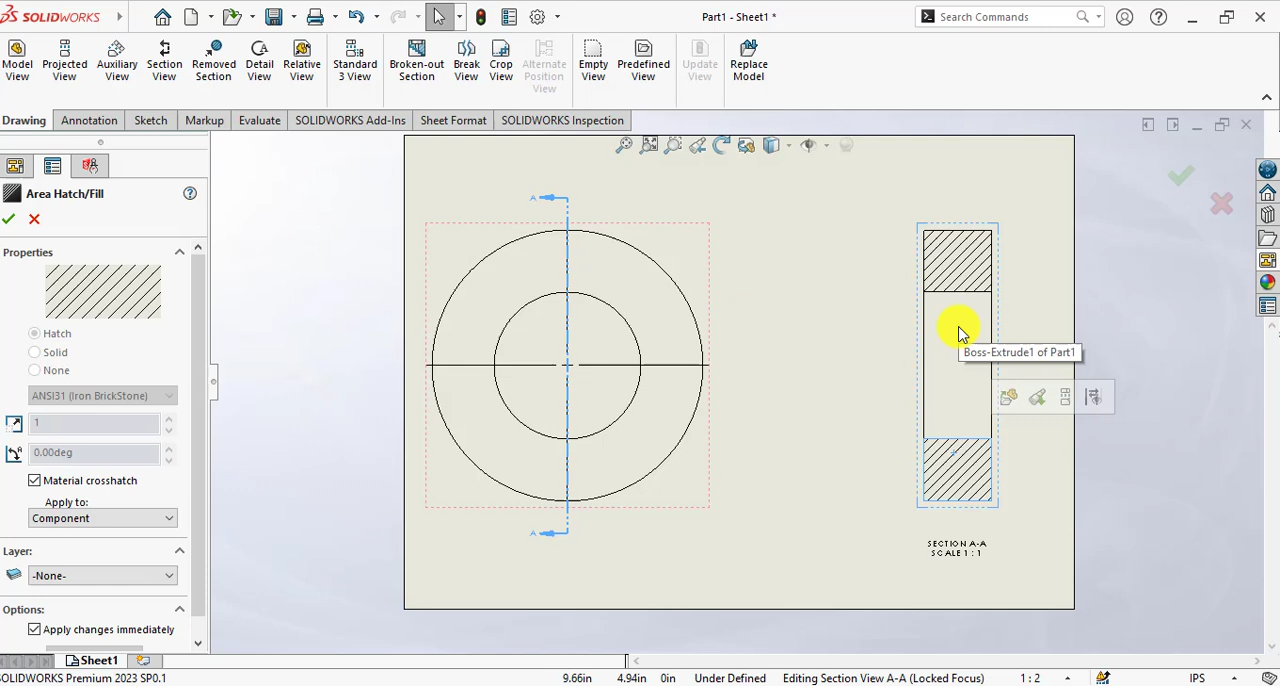 SOLIDWORKS
Part1 - Sheet1 *
Search Commands
Model View
Projected View
Auxiliary View
Section View
Removed Section
Detail View
Relative View
Standard 3 View
Broken-out Section
Break View
Crop View
Alternate Position View
Empty View
Predefined View
Update View
Replace Model
Drawing
Annotation
Sketch
Markup
Evaluate
SOLIDWORKS Add-Ins
Sheet Format
SOLIDWORKS Inspection
Area Hatch/Fill
Properties
Hatch
Solid
None
ANSI31 (Iron BrickStone)
1
0.00deg
Material crosshatch
Apply to:
Component
Layer:
-None-
Options:
Apply changes immediately
A
A
Boss-Extrude1 of Part1
SECTION A-A
SCALE 1 : 1
Sheet1
SOLIDWORKS Premium 2023 SP0.1
9.66in
4.94in
0in
Under Defined
Editing Section View A-A (Locked Focus)
1 : 2
IPS